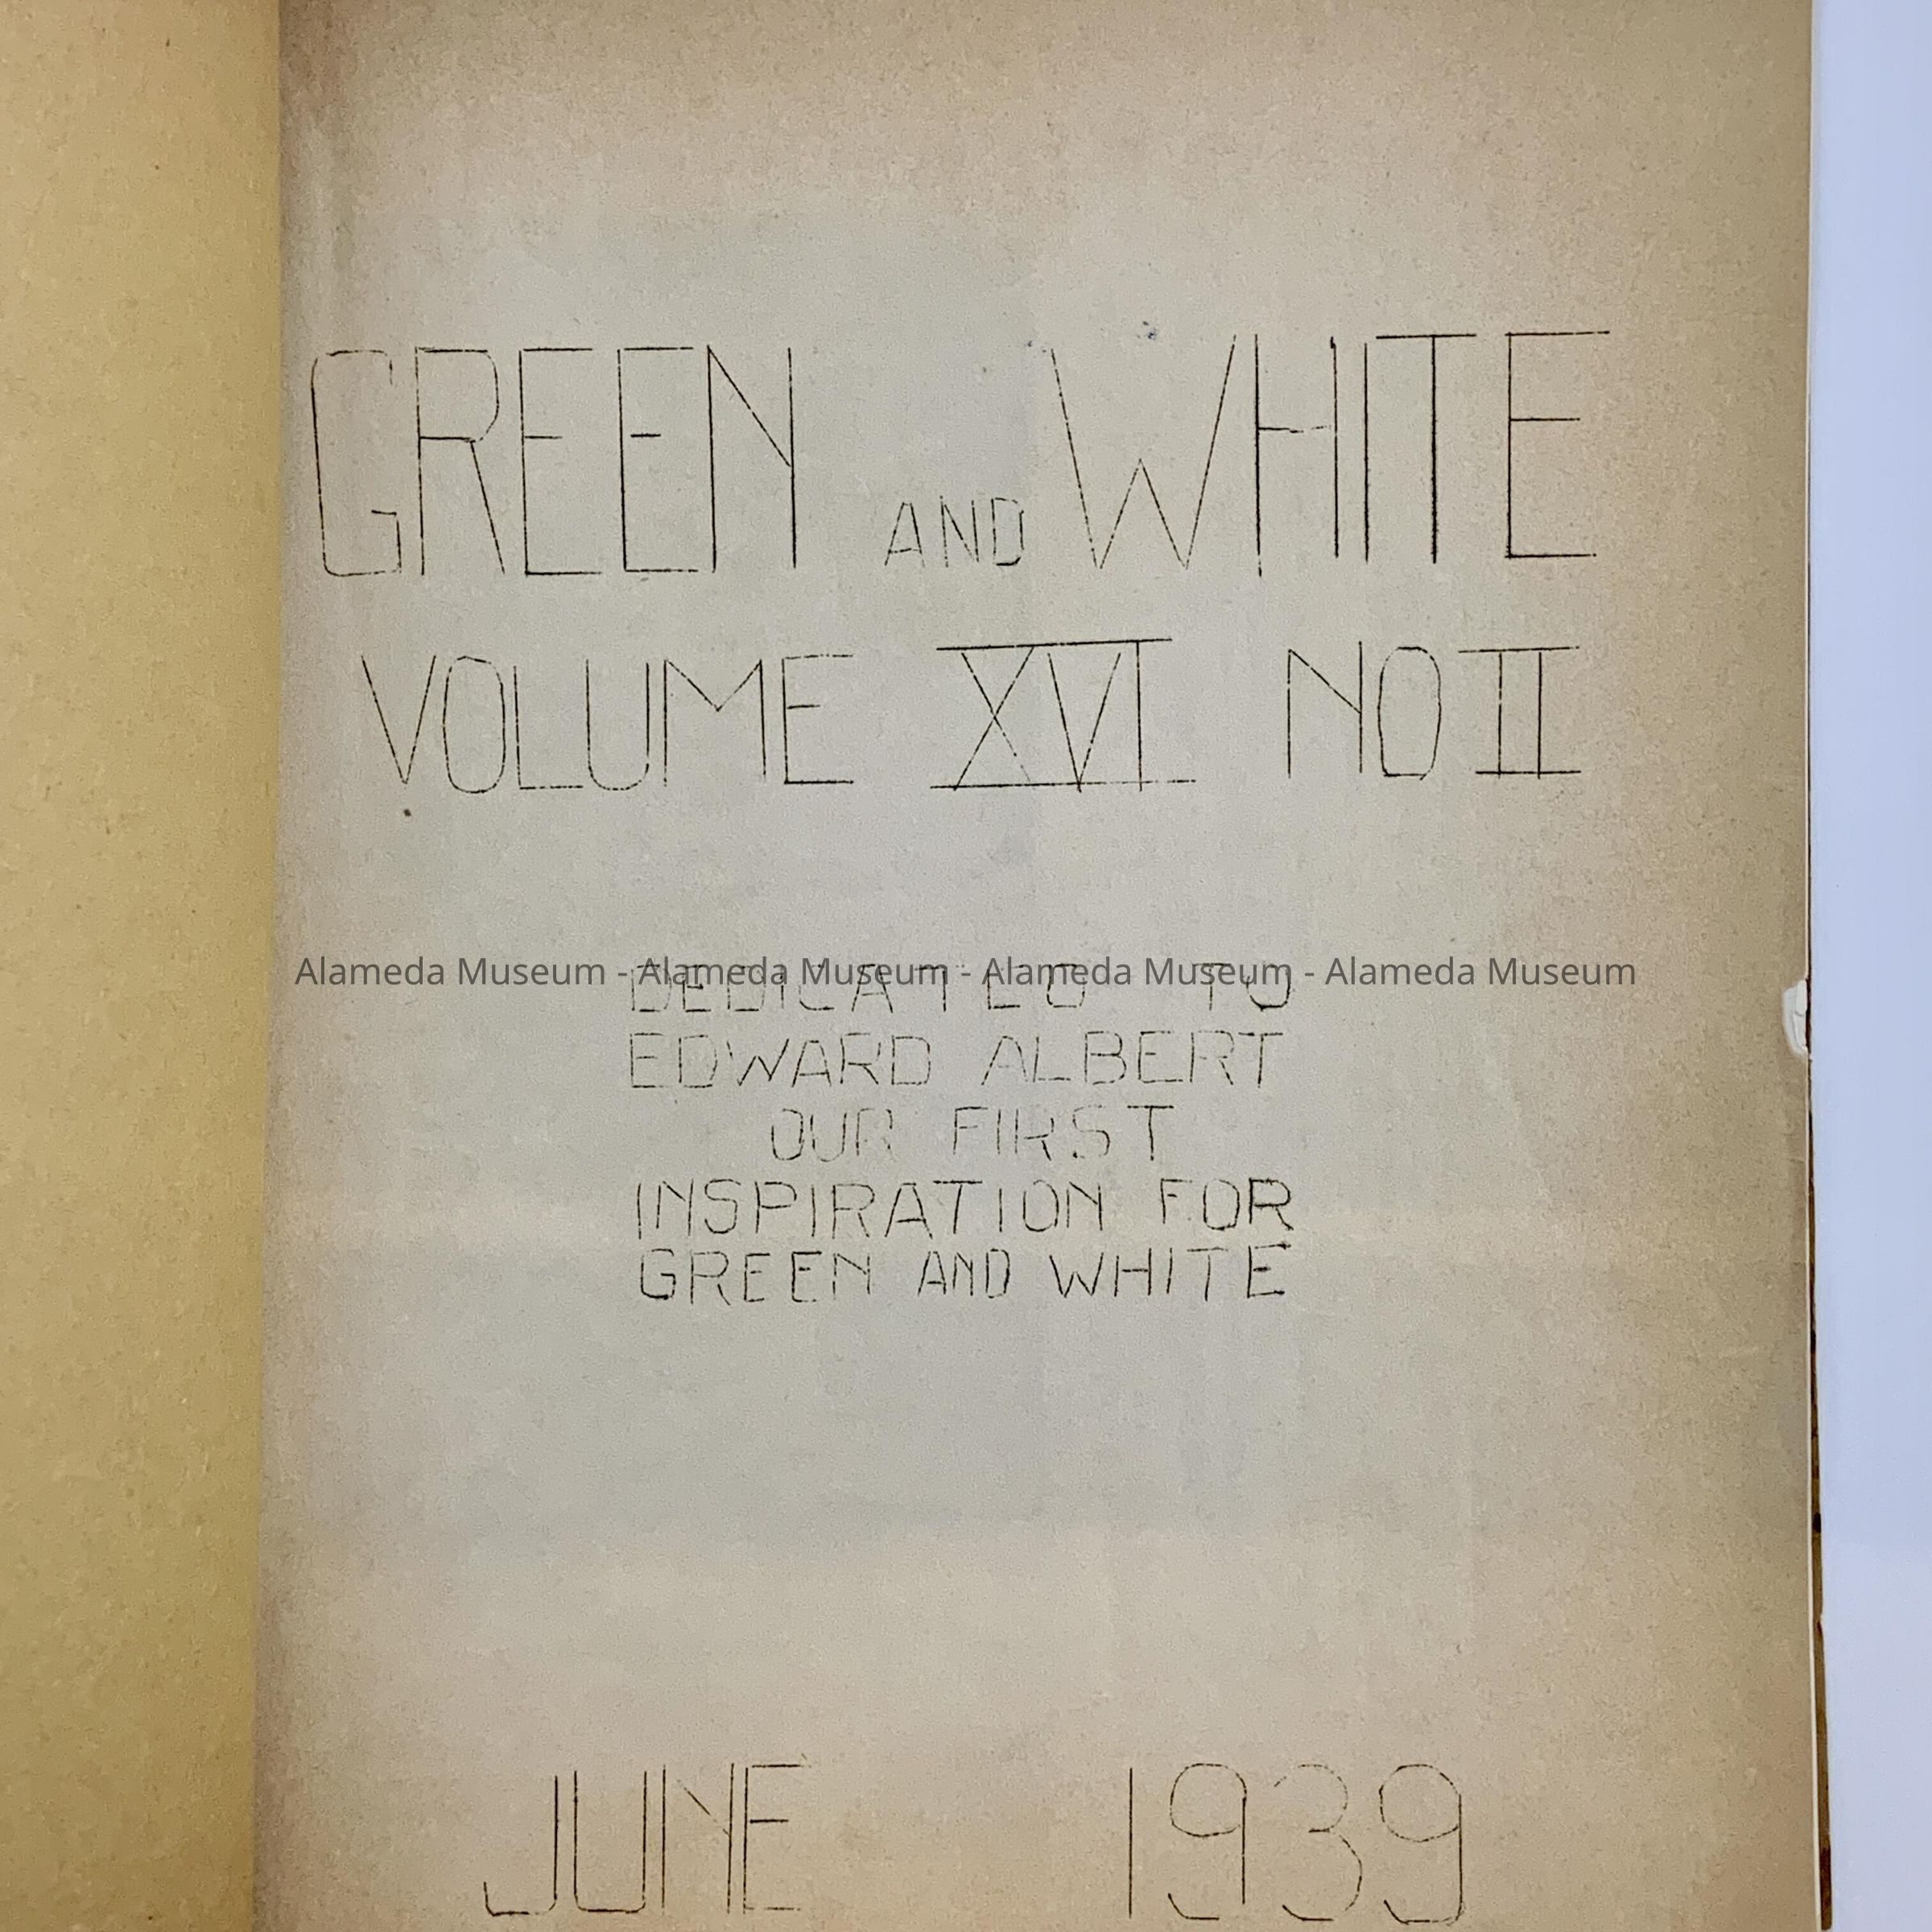 GREEN AND WHITE
VOLUME XVI NO II
Alameda Museum - Alameda Museum - Alameda Museum - Alameda Museum
DEDICATED TO
EDWARD ALBERT
OUR FIRST
INSPIRATION FOR
GREEN AND WHITE
JUNE 1939